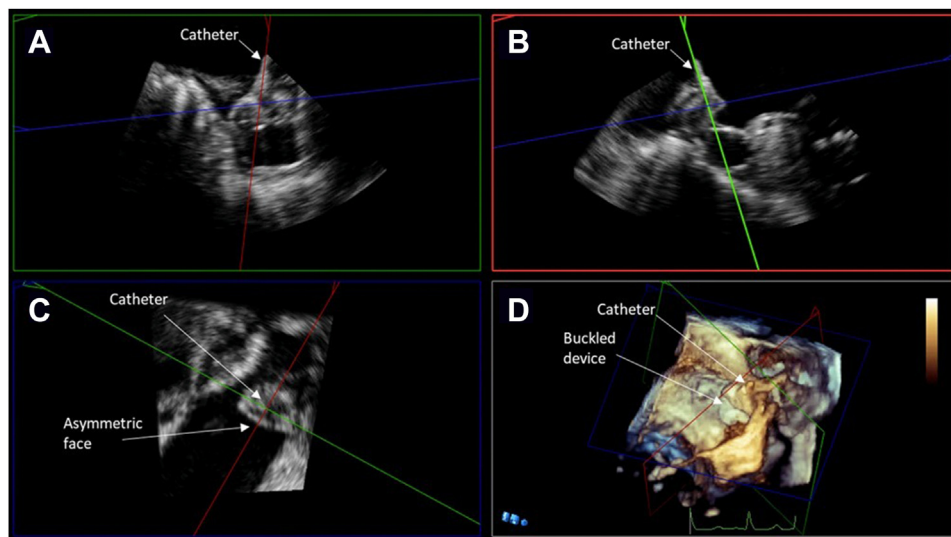 A
Catheter
B
Catheter
C
Catheter
Asymmetric
face
D
Catheter
Buckled
device